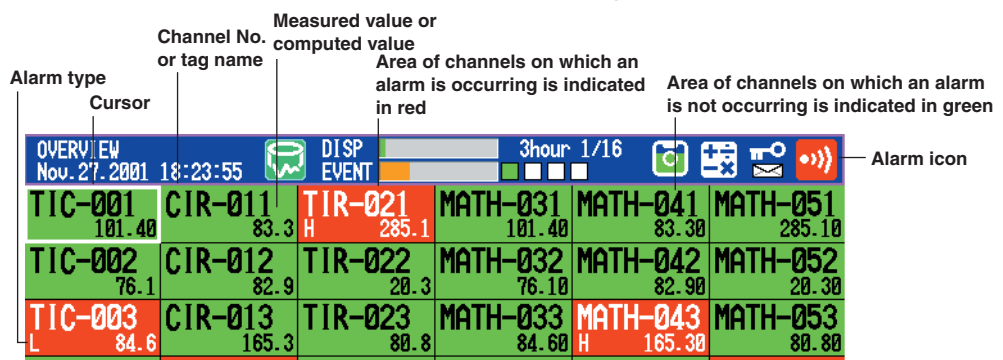 Measured value or
computed value
Channel No.
or tag name
Area of channels on which an
alarm is occurring is indicated
in red
Area of channels on which an alarm
is not occurring is indicated in green
Alarm type
Cursor
Alarm icon
OVERVIEW
Nov.27.2001 18:23:55
DISP
EVENT
3hour 1/16
TIC-001 CIR-011 TIR-021 MATH-031 MATH-041 MATH-051
101.40 83.3 H 285.1 101.40 83.30 285.10
TIC-002 CIR-012 TIR-022 MATH-032 MATH-042 MATH-052
76.1 82.9 20.3 76.10 82.90 20.30
TIC-003 CIR-013 TIR-023 MATH-033 MATH-043 MATH-053
L 84.6 165.3 80.8 84.60 H 165.30 80.80